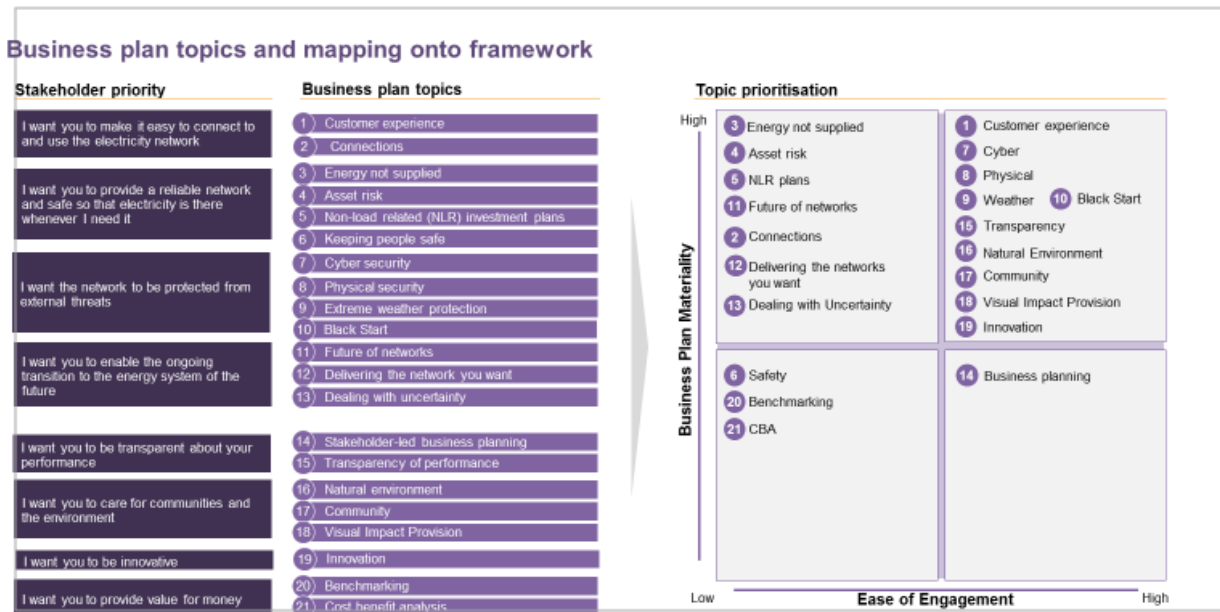 Business plan topics and mapping onto framework
Stakeholder priority
I want you to make it easy to connect to
and use the electricity network
I want you to provide a reliable network
and safe so that electricity is there
whenever I need it
I want the network to be protected from
external threats
I want you to enable the ongoing
transition to the energy system of the
future
I want you to be transparent about your
performance
I want you to care for communities and
the environment
I want you to be innovative
I want you to provide value for money
Business plan topics
1 Customer experience
2 Connections
3 Energy not supplied
4 Asset risk
5 Non-load related (NLR) investment plans
6 Keeping people safe
7 Cyber security
8 Physical security
9 Extreme weather protection
10 Black Start
11 Future of networks
12 Delivering the network you want
13 Dealing with uncertainty
14 Stakeholder-led business planning
15 Transparency of performance
16 Natural environment
17 Community
18 Visual Impact Provision
19 Innovation
20 Benchmarking
21 Cost benefit analysis
Topic prioritisation
High
Business Plan Materiality
3 Energy not supplied
4 Asset risk
5 NLR plans
11 Future of networks
2 Connections
12 Delivering the networks
you want
13 Dealing with Uncertainty
1 Customer experience
7 Cyber
8 Physical
9 Weather 10 Black Start
15 Transparency
16 Natural Environment
17 Community
18 Visual Impact Provision
19 Innovation
6 Safety
20 Benchmarking
21 CBA
14 Business planning
Low
Ease of Engagement
High